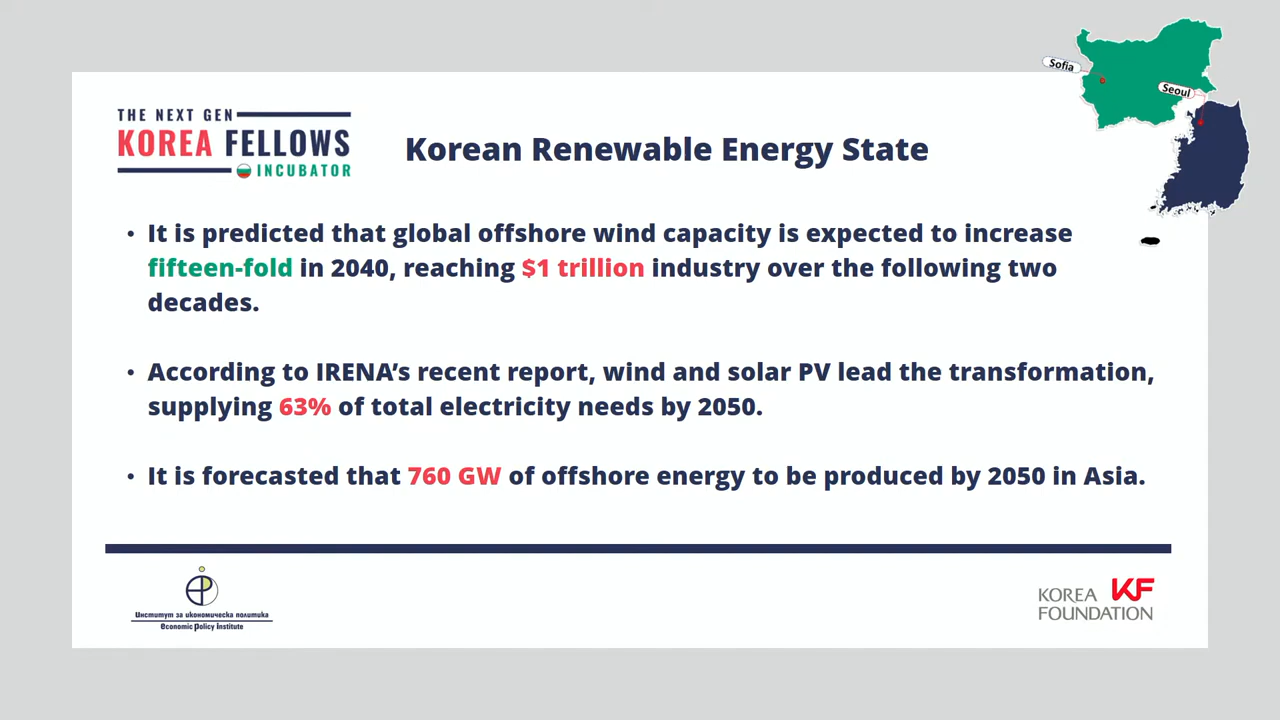 Sofia
Seoul
THE NEXT GEN
KOREA FELLOWS
INCUBATOR
Korean Renewable Energy State
• It is predicted that global offshore wind capacity is expected to increase
fifteen-fold in 2040, reaching $1 trillion industry over the following two
decades.
• According to IRENA’s recent report, wind and solar PV lead the transformation,
supplying 63% of total electricity needs by 2050.
• It is forecasted that 760 GW of offshore energy to be produced by 2050 in Asia.
Институт за икономическа политика
Economic Policy Institute
KOREA KF
FOUNDATION